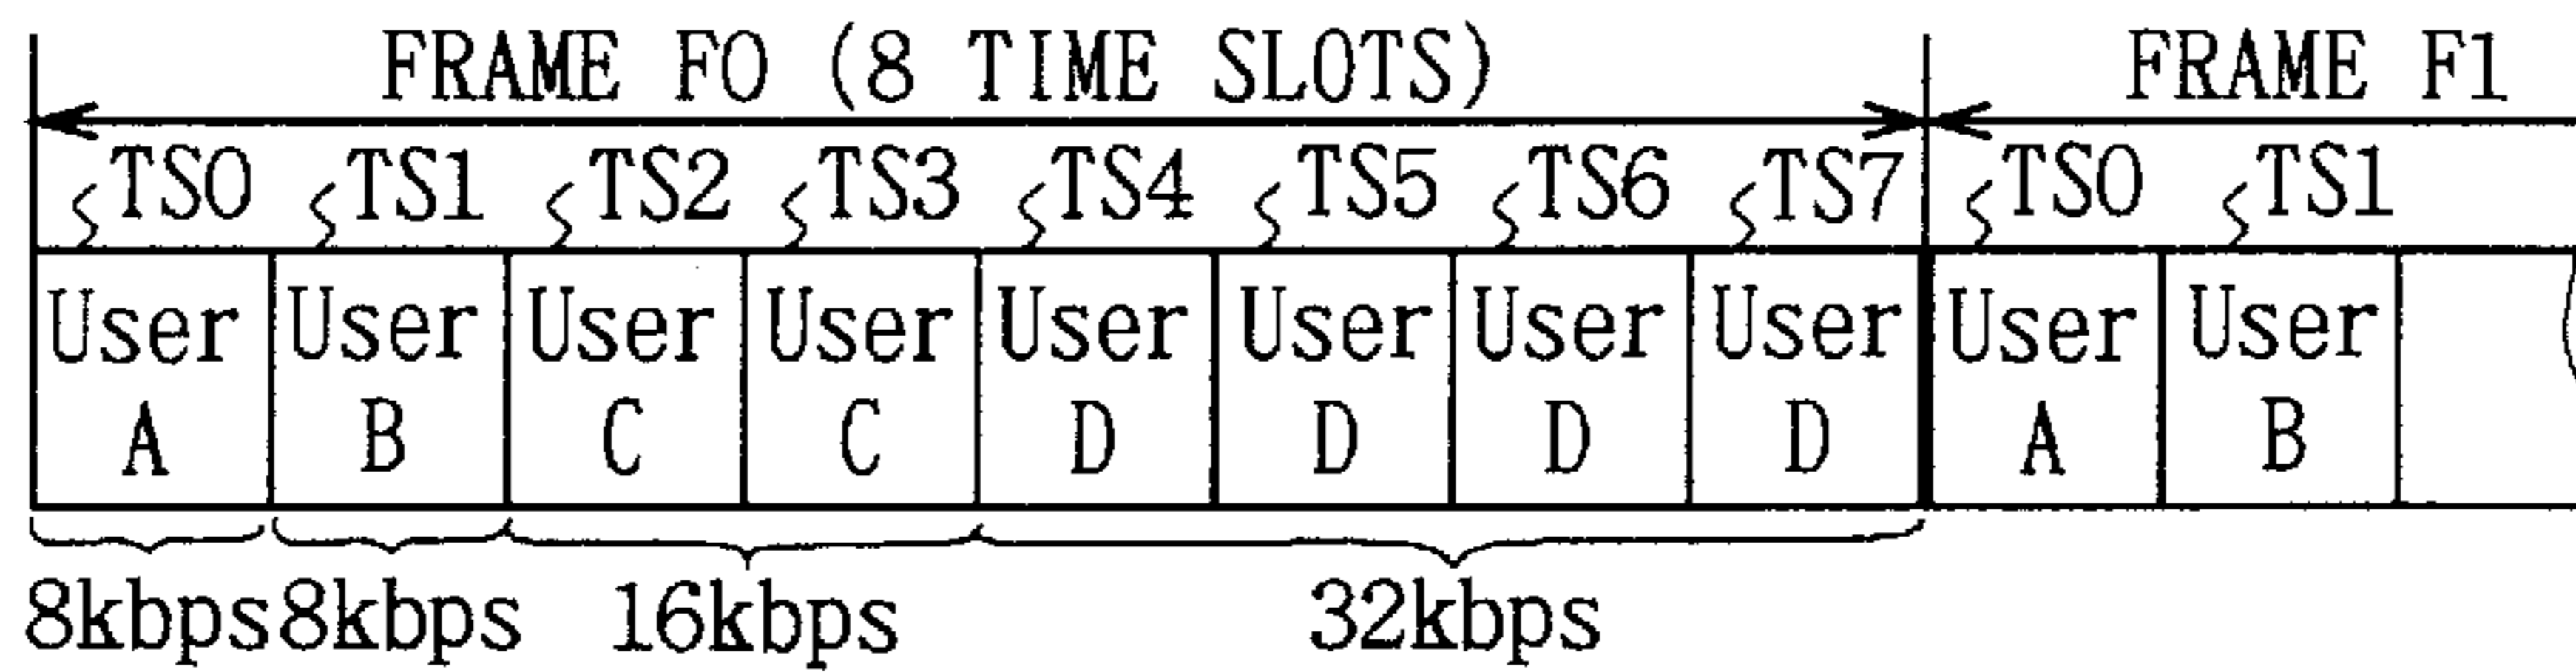 FRAME F0 (8 TIME SLOTS) FRAME F1
TS0 TS1 TS2 TS3 TS4 TS5 TS6 TS7 TS0 TS1
User User User User User User User User User User
A B C C D D D D A B
8kbps 8kbps 16kbps 32kbps